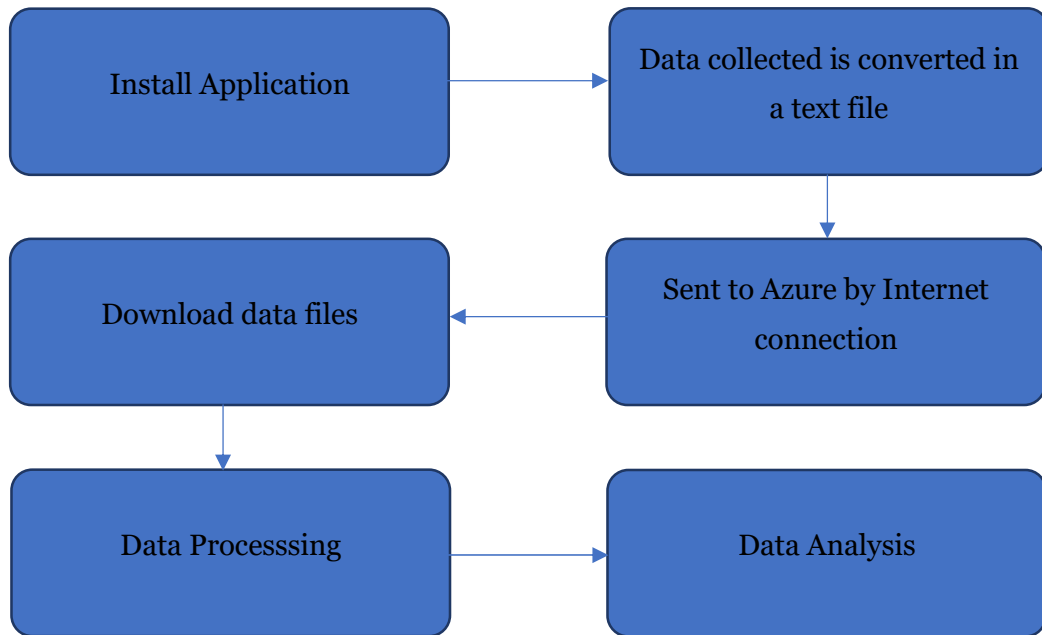 Install Application
Data collected is converted in
a text file
Sent to Azure by Internet
connection
Download data files
Data Processsing
Data Analysis